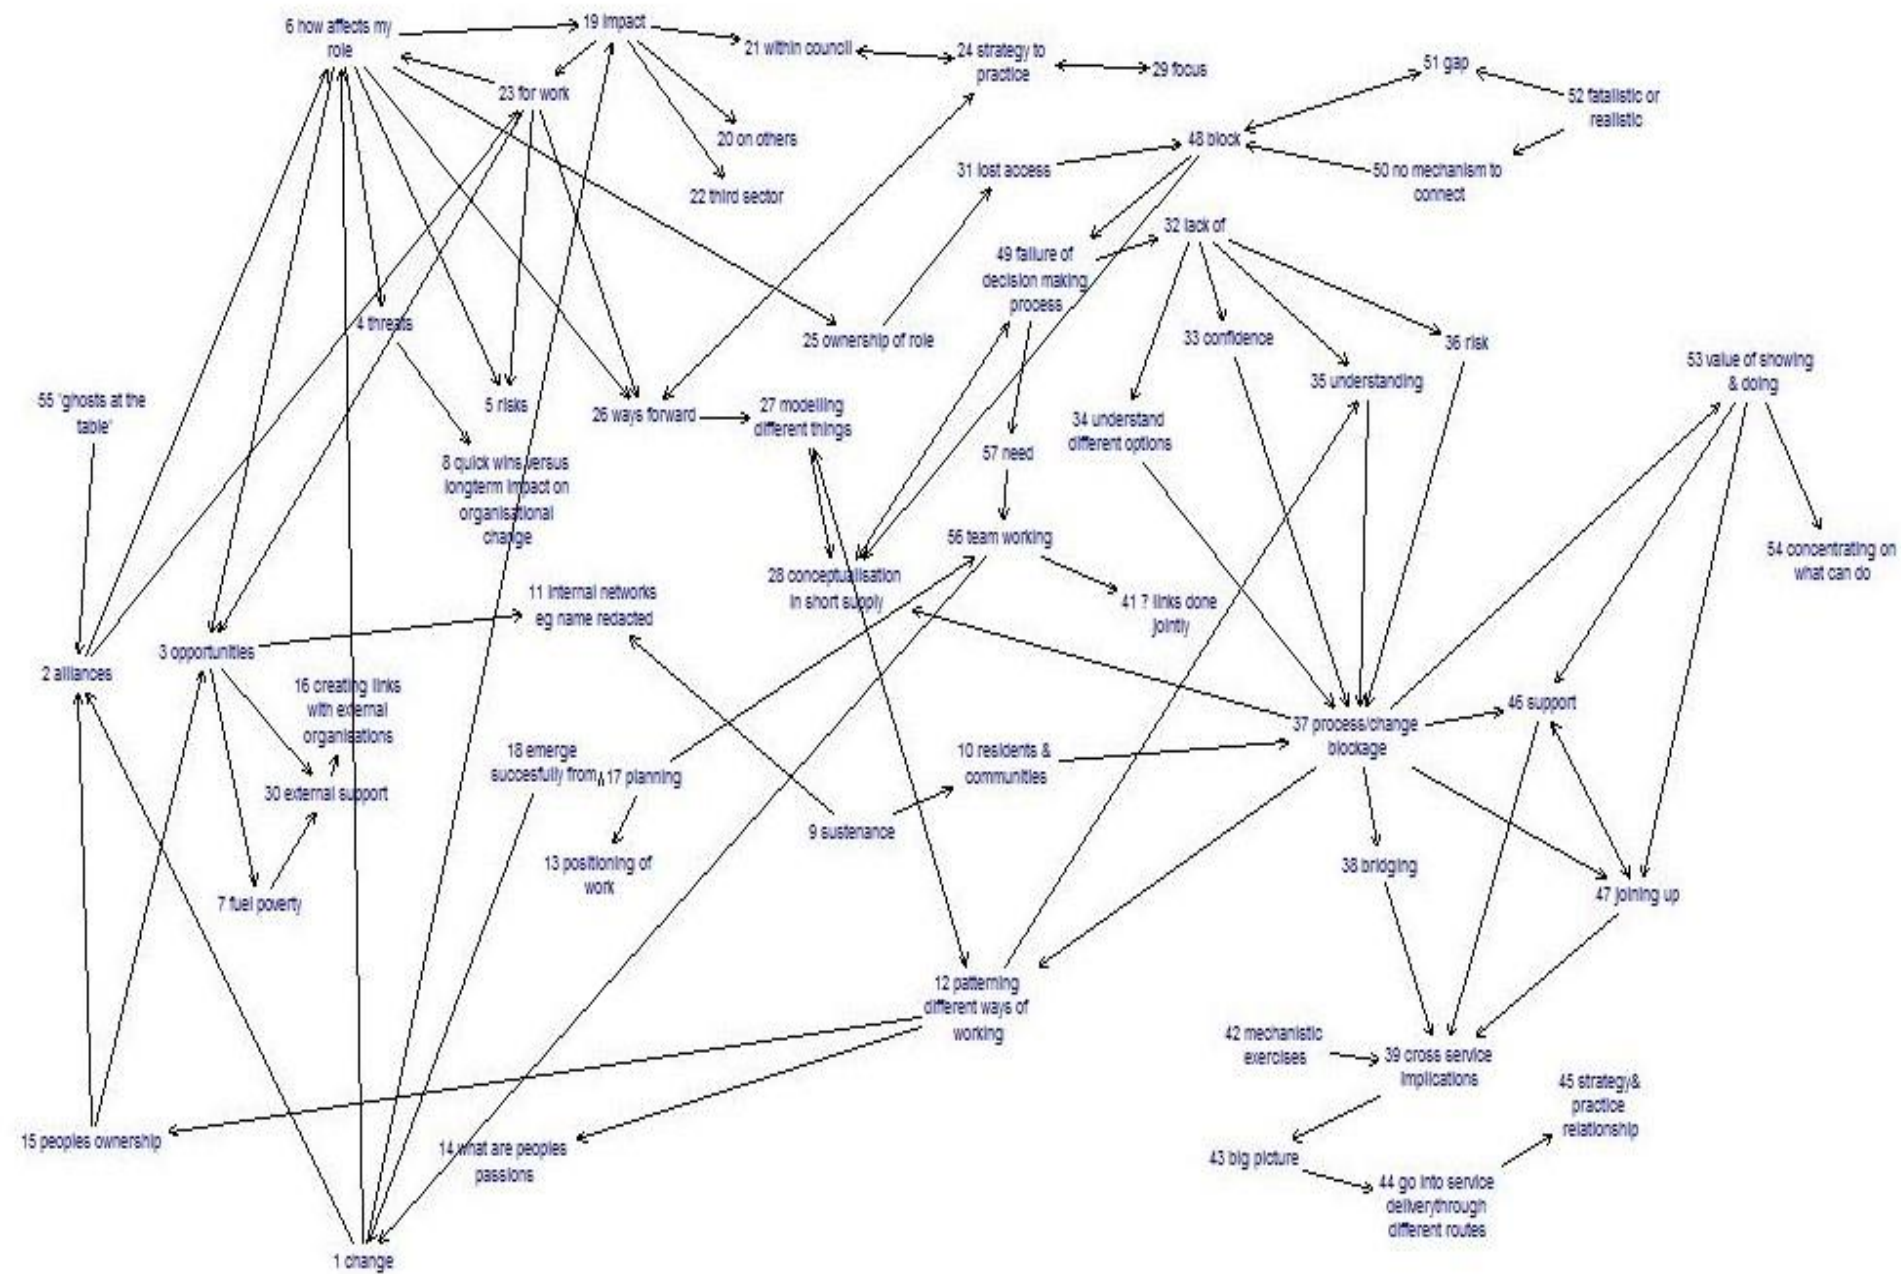 6 how affects my
role
19 impact
21 within council
24 strategy to
practice
29 focus
51 gap
23 for work
52 fatalistic or
realistic
20 on others
48 block
31 lost access
50 no mechanism to
connect
22 third sector
32 lack of
49 failure of
decision making
process
4 threats
25 ownership of role
33 confidence
36 risk
53 value of showing
& doing
35 understanding
55 'ghosts at the
table'
5 risks
26 ways forward
27 modelling
different things
34 understand
different options
57 need
8 quick wins versus
longterm impact on
organisational
change
56 team working
54 concentrating on
what can do
28 conceptualisation
in short supply
11 internal networks
eg name redacted
41 ? links done
jointly
3 opportunities
2 alliances
16 creating links
with external
organisations
46 support
37 process/change
blockage
18 emerge
succesfully from
17 planning
10 residents &
communities
30 external support
9 sustenance
13 positioning of
work
38 bridging
47 joining up
7 fuel poverty
12 patterning
different ways of
working
42 mechanistic
exercises
39 cross service
implications
45 strategy&
practice
relationship
15 peoples ownership
14 what are peoples
passions
43 big picture
44 go into service
deliverythrough
different routes
1 change